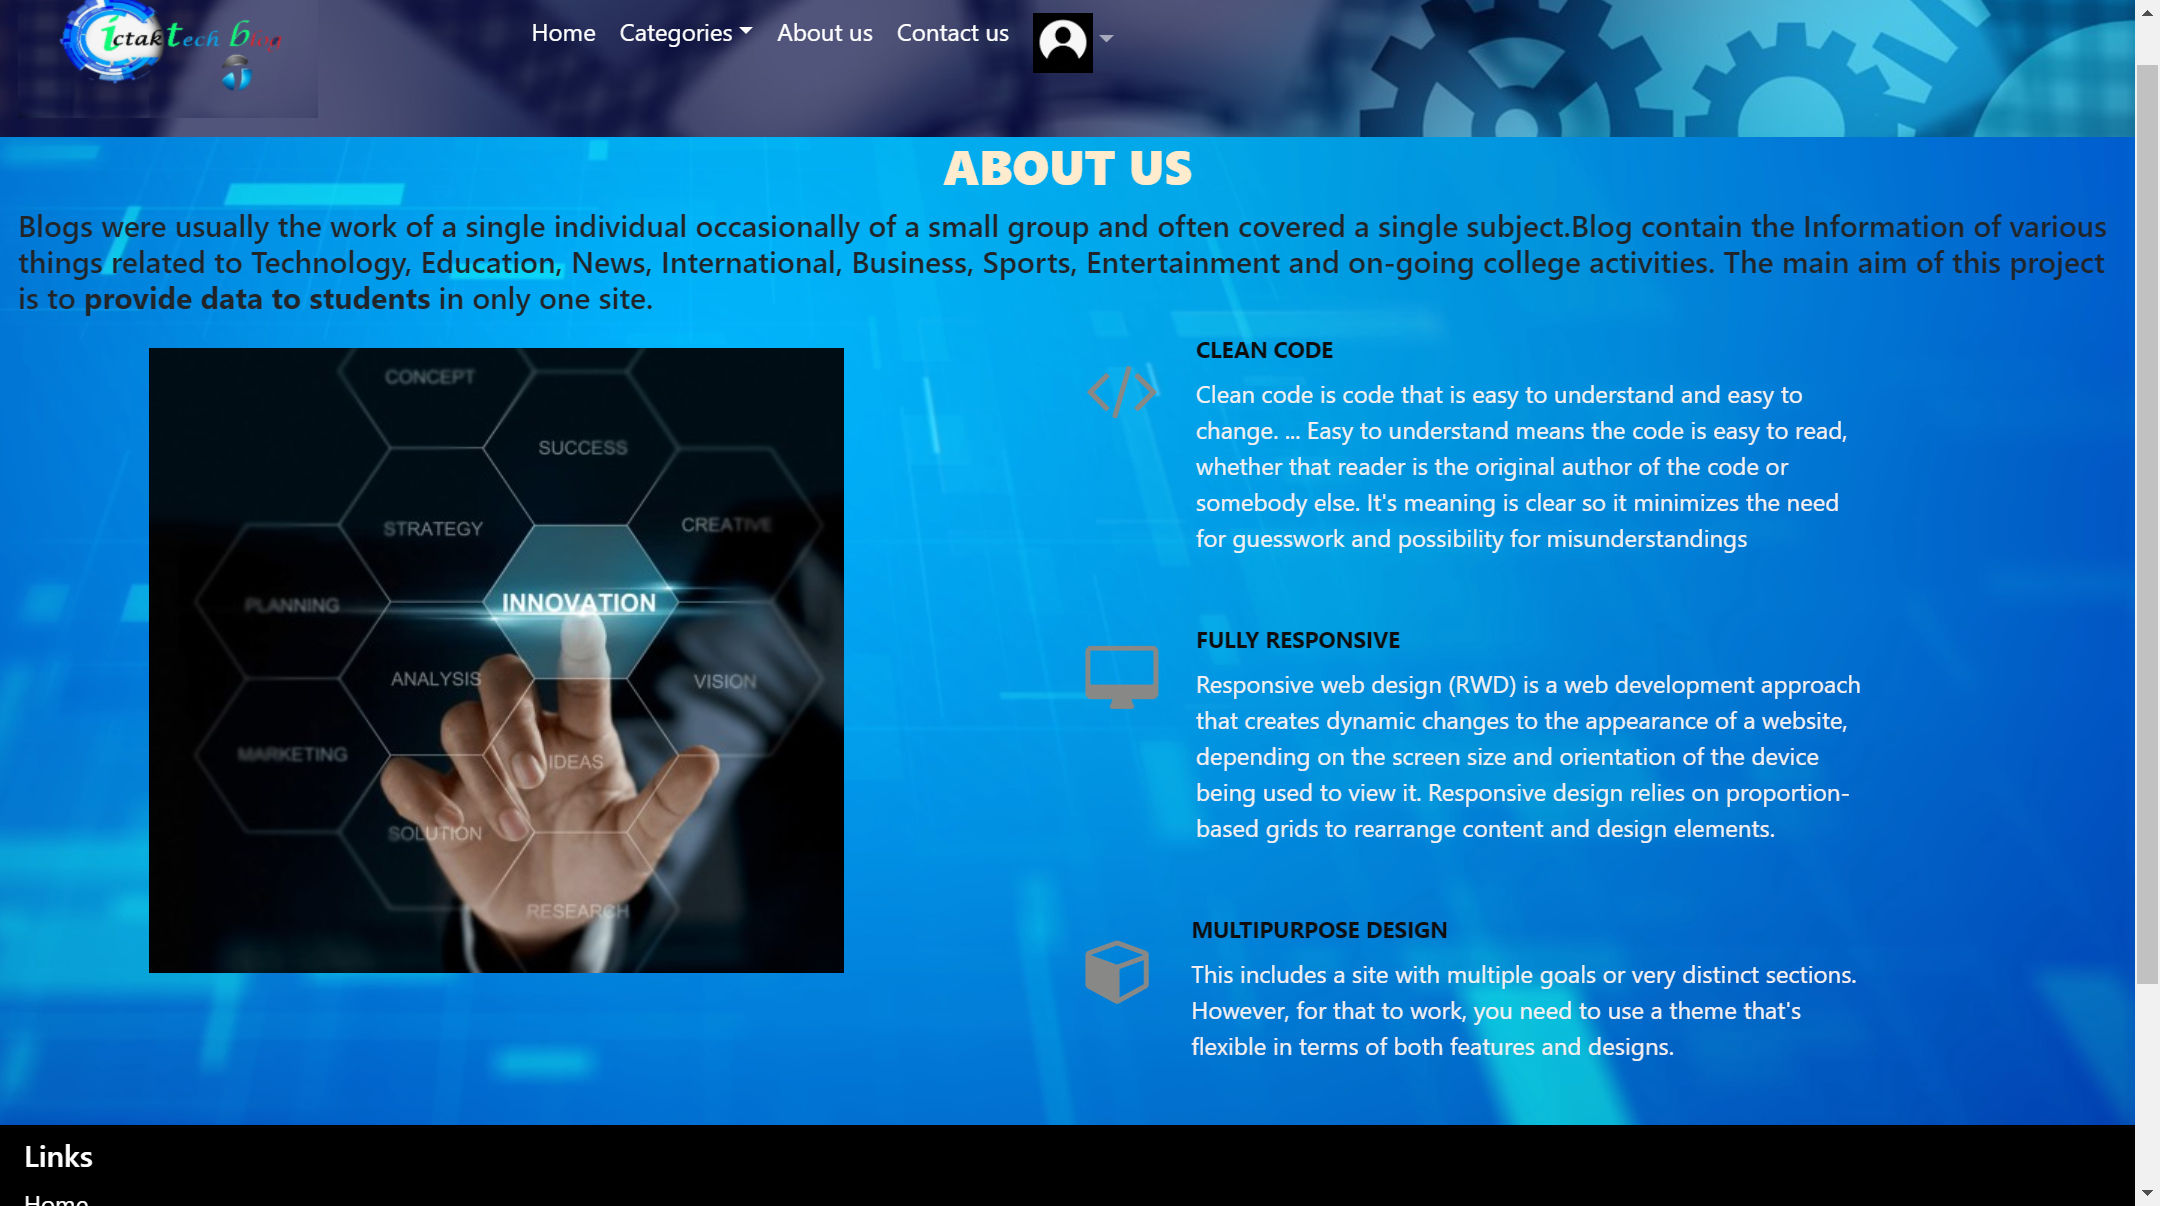 ictak tech blog
Home Categories About us Contact us
ABOUT US
Blogs were usually the work of a single individual occasionally of a small group and often covered a single subject.Blog contain the Information of various
things related to Technology, Education, News, International, Business, Sports, Entertainment and on-going college activities. The main aim of this project
is to provide data to students in only one site.
CONCEPT
SUCCESS
STRATEGY
CREATIVE
PLANNING
INNOVATION
ANALYSIS
VISION
MARKETING
IDEAS
SOLUTION
RESEARCH
CLEAN CODE
Clean code is code that is easy to understand and easy to
change. ... Easy to understand means the code is easy to read,
whether that reader is the original author of the code or
somebody else. It's meaning is clear so it minimizes the need
for guesswork and possibility for misunderstandings
FULLY RESPONSIVE
Responsive web design (RWD) is a web development approach
that creates dynamic changes to the appearance of a website,
depending on the screen size and orientation of the device
being used to view it. Responsive design relies on proportion-
based grids to rearrange content and design elements.
MULTIPURPOSE DESIGN
This includes a site with multiple goals or very distinct sections.
However, for that to work, you need to use a theme that's
flexible in terms of both features and designs.
Links
Home